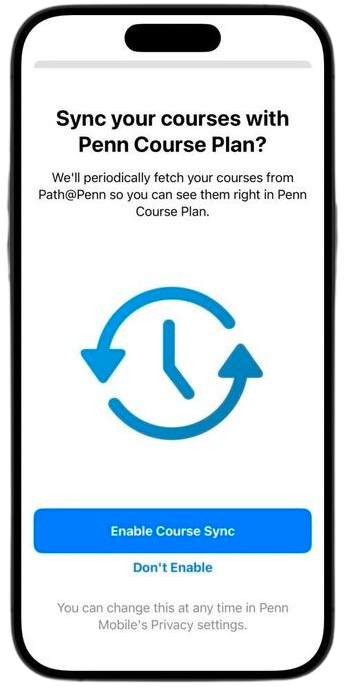 Sync your courses with
Penn Course Plan?
We'll periodically fetch your courses from
Path@Penn so you can see them right in Penn
Course Plan.
Enable Course Sync
Don't Enable
You can change this at any time in Penn
Mobile's Privacy settings.